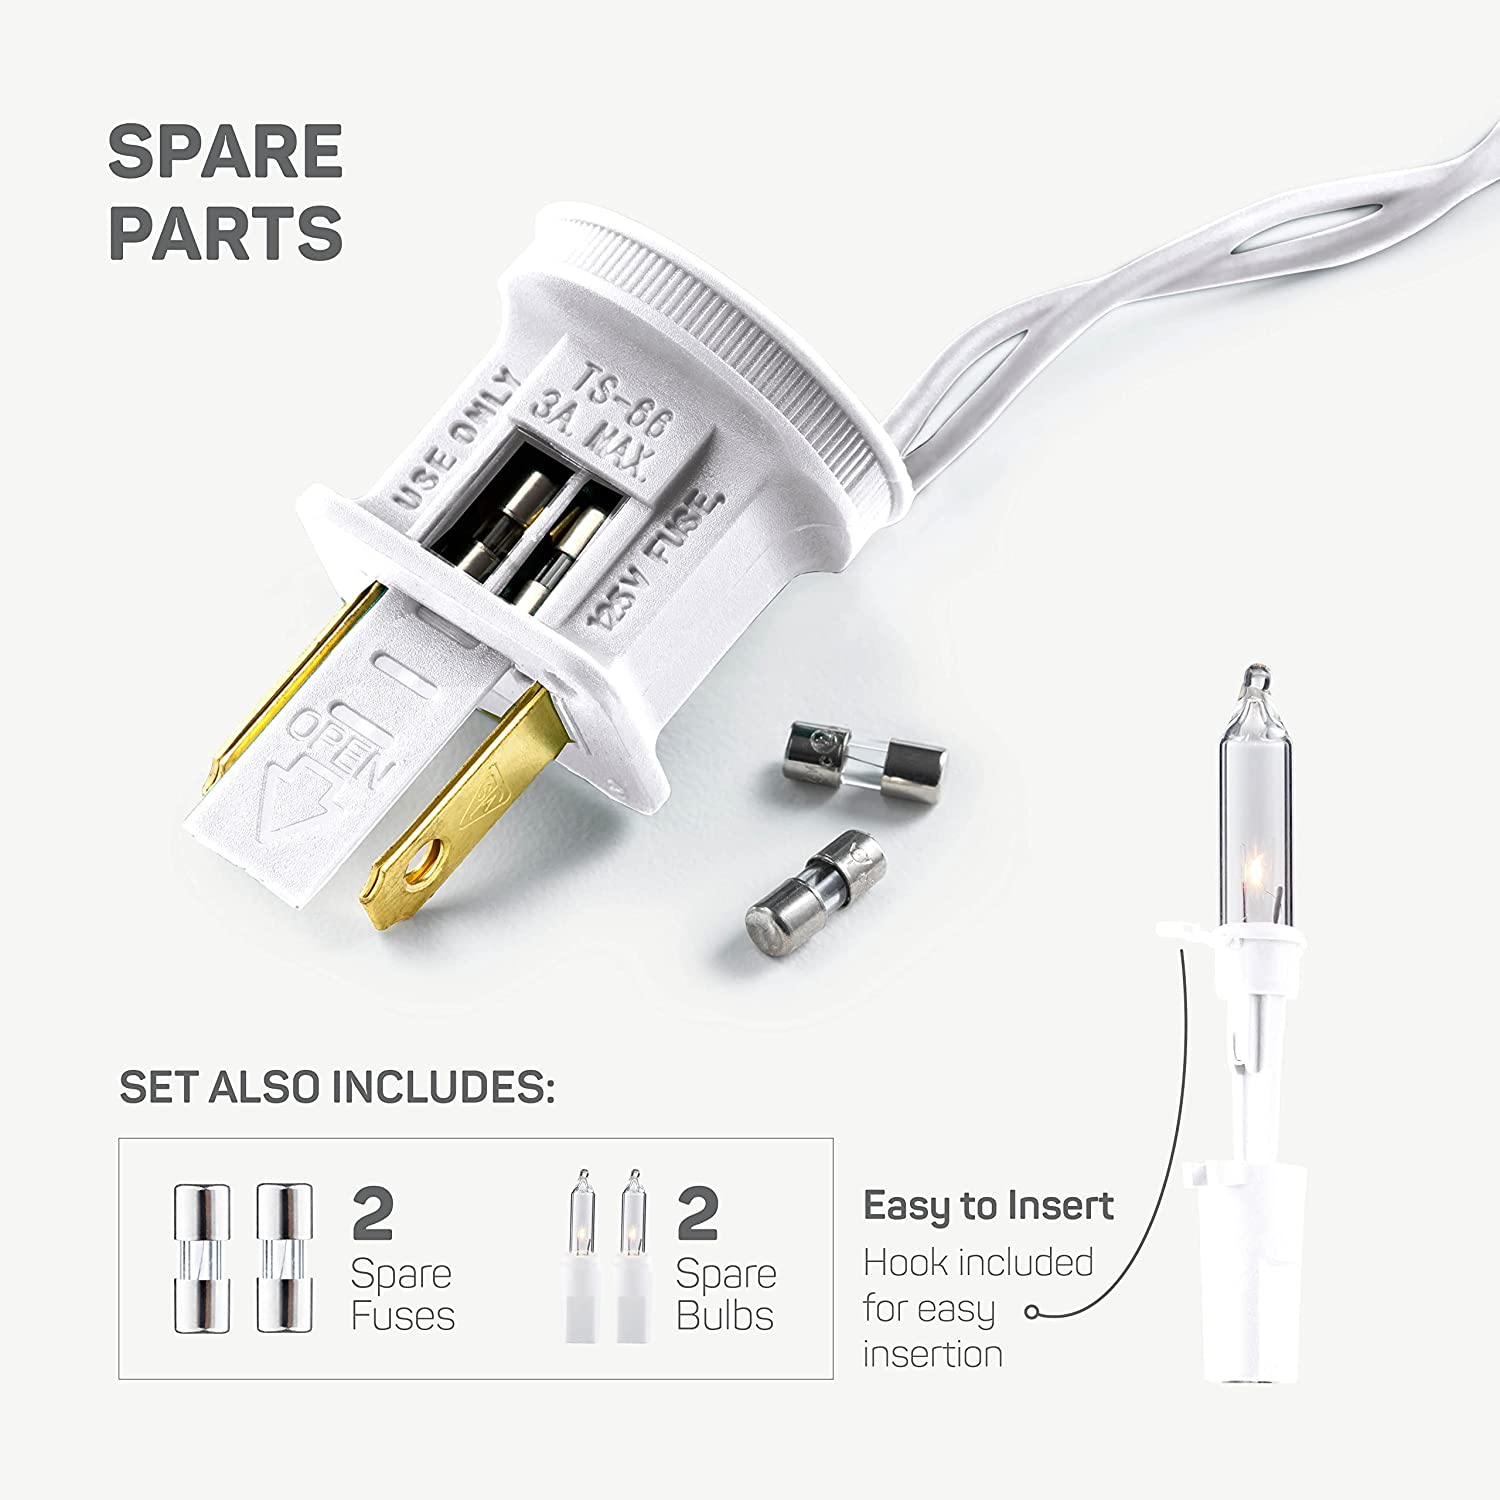 SPARE
PARTS
TS-66
3A. MAX.
USE ONLY
125V FUSE.
OPEN
SET ALSO INCLUDES:
2
Spare
Fuses
2
Spare
Bulbs
Easy to Insert
Hook included
for easy
insertion